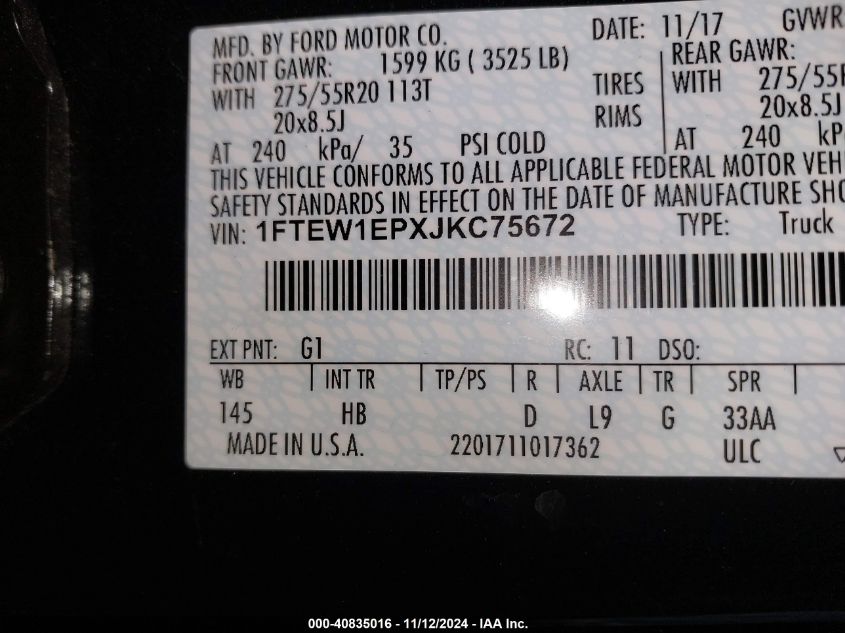 MFD. BY FORD MOTOR CO. DATE: 11/17 GVWR
FRONT GAWR: 1599 KG ( 3525 LB) REAR GAWR:
WITH 275/55R20 113T TIRES WITH 275/55R
20x8.5J RIMS 20x8.5J
AT 240 kPa/ 35 PSI COLD AT 240 kP
THIS VEHICLE CONFORMS TO ALL APPLICABLE FEDERAL MOTOR VEH
SAFETY STANDARDS IN EFFECT ON THE DATE OF MANUFACTURE SHO
VIN: 1FTEW1EPXJKC75672 TYPE: Truck
EXT PNT: G1 RC: 11 DSO:
WB INT TR TP/PS R AXLE TR SPR
145 HB D L9 G 33AA
MADE IN U.S.A. 2201711017362 ULC
000-40835016 - 11/12/2024 - IAA Inc.